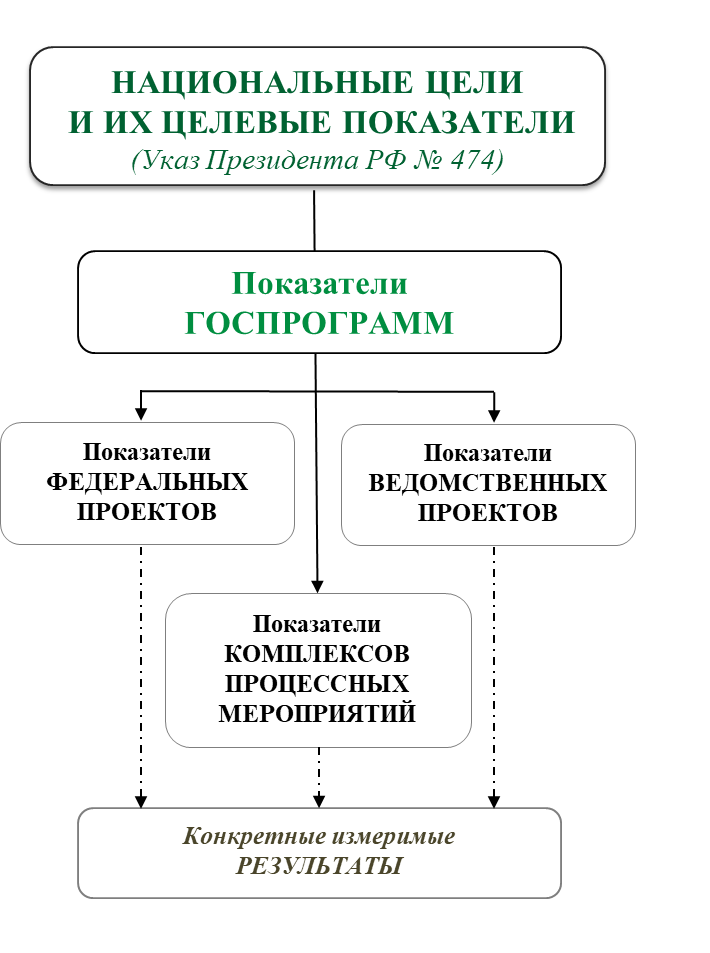 НАЦИОНАЛЬНЫЕ ЦЕЛИ
И ИХ ЦЕЛЕВЫЕ ПОКАЗАТЕЛИ
(Указ Президента РФ № 474)
Показатели
ГОСПРОГРАММ
Показатели
ФЕДЕРАЛЬНЫХ
ПРОЕКТОВ
Показатели
ВЕДОМСТВЕННЫХ
ПРОЕКТОВ
Показатели
КОМПЛЕКСОВ
ПРОЦЕССНЫХ
МЕРОПРИЯТИЙ
Конкретные измеримые
РЕЗУЛЬТАТЫ